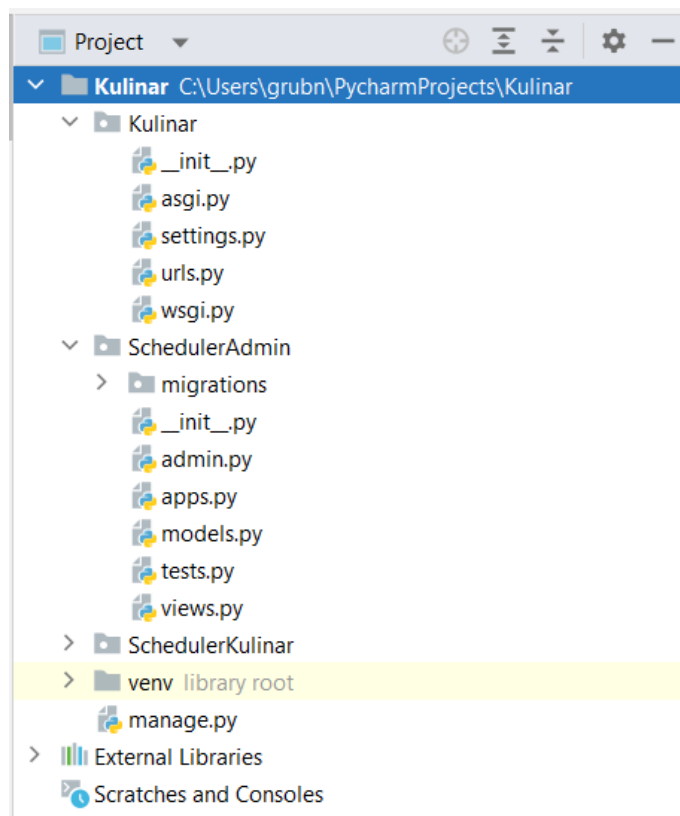 Project
Kulinar C:\Users\grubn\PycharmProjects\Kulinar
Kulinar
__init__.py
asgi.py
settings.py
urls.py
wsgi.py
SchedulerAdmin
migrations
__init__.py
admin.py
apps.py
models.py
tests.py
views.py
SchedulerKulinar
venv library root
manage.py
External Libraries
Scratches and Consoles